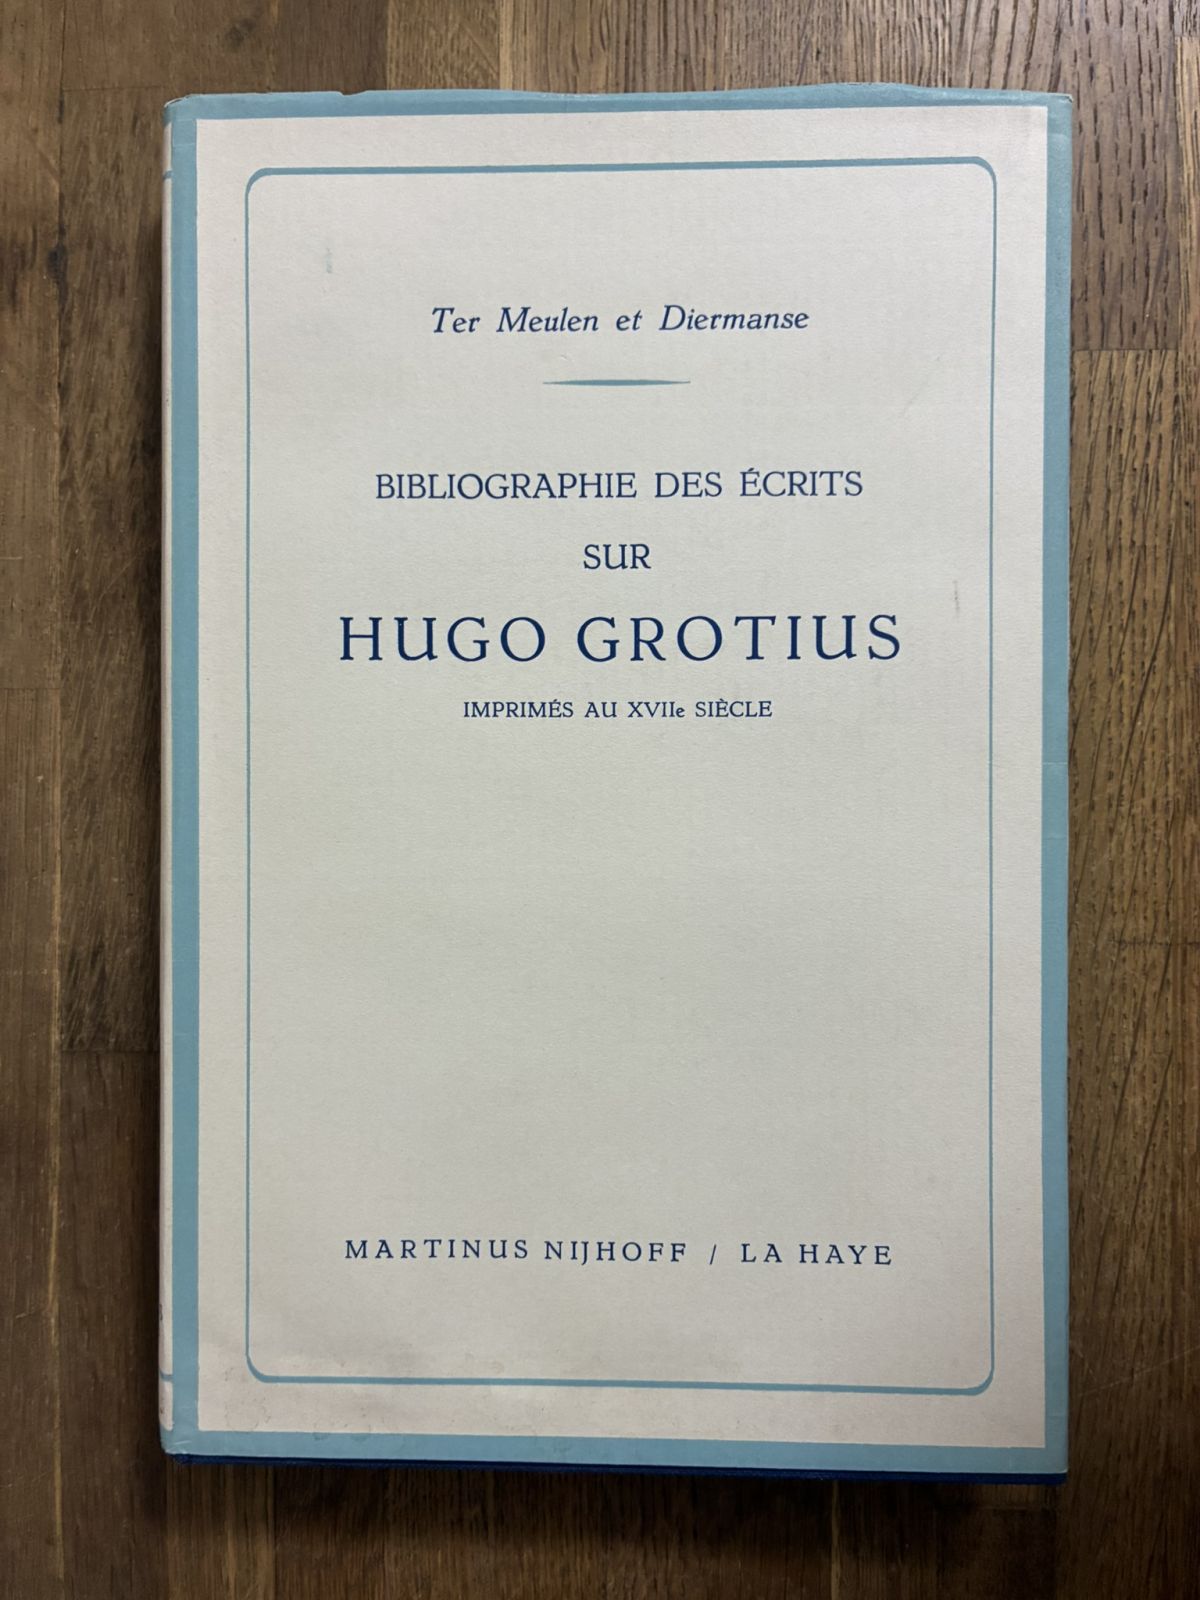 Ter Meulen et Diermanse
BIBLIOGRAPHIE DES ÉCRITS
SUR
HUGO GROTIUS
IMPRIMÉS AU XVIIe SIÈCLE
MARTINUS NIJHOFF / LA HAYE